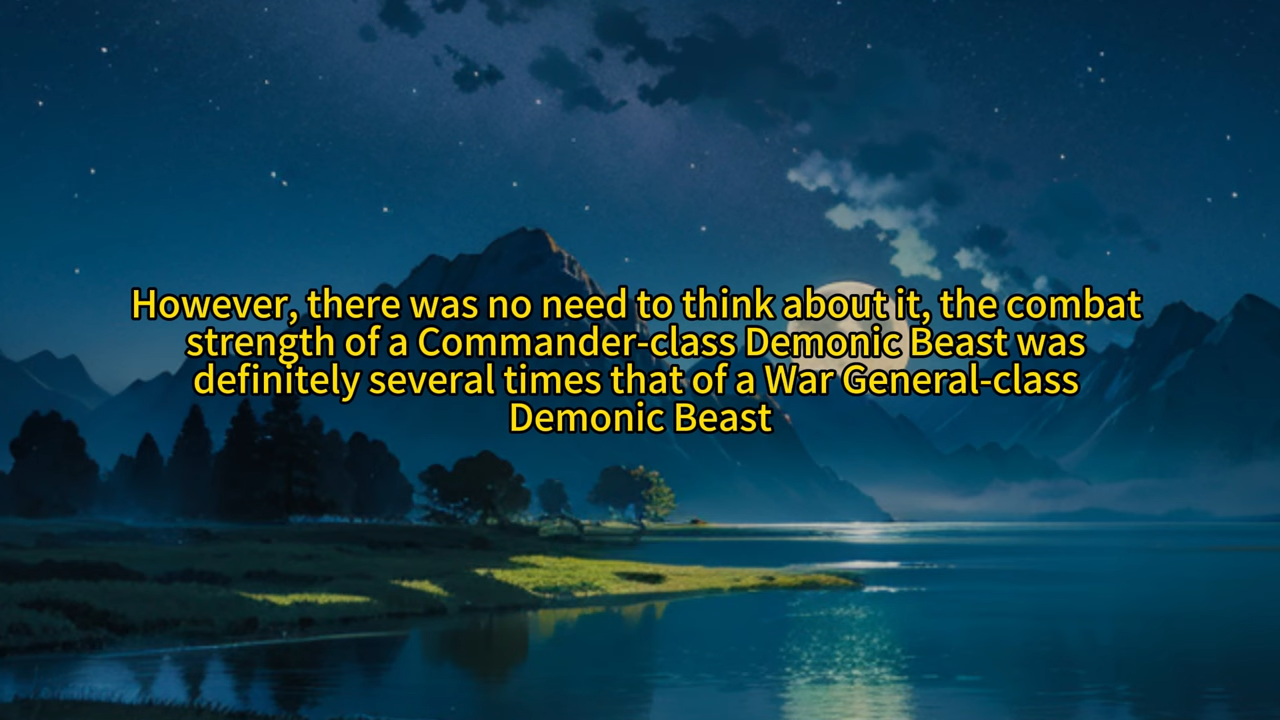 However, there was no need to think about it, the combat
strength of a Commander-class Demonic Beast was
definitely several times that of a War General-class
Demonic Beast